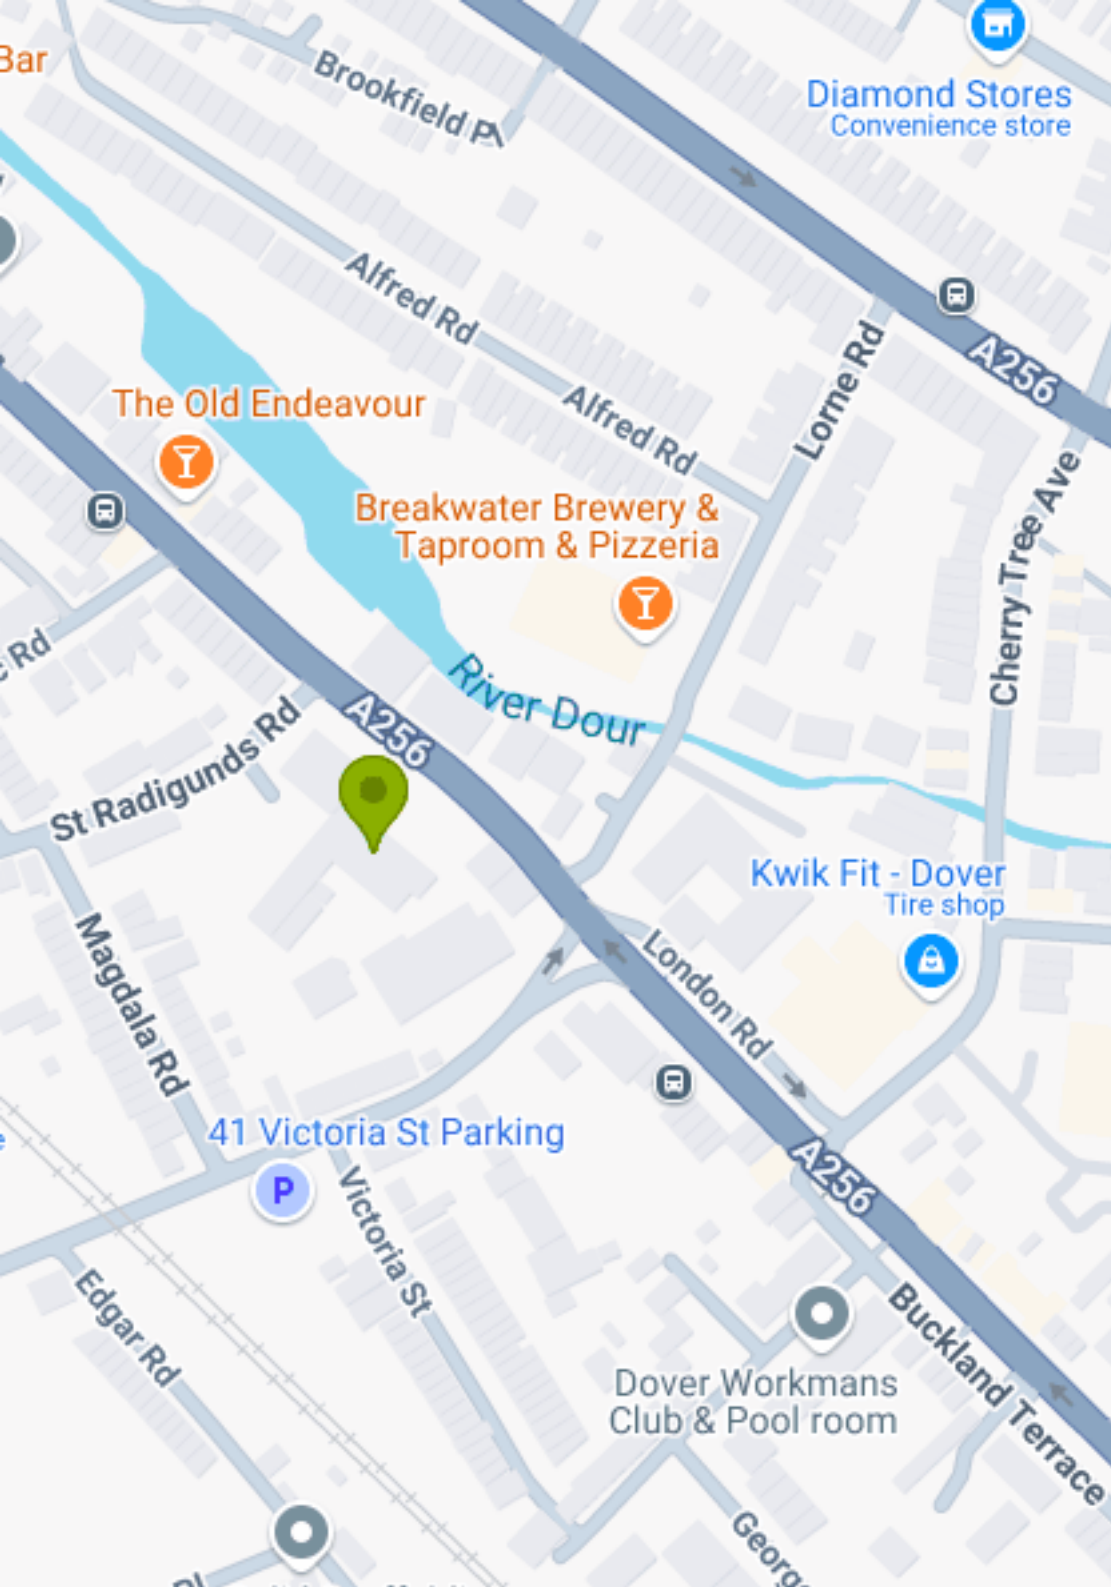 Bar
Brookfield Pl
Diamond Stores
Convenience store
Alfred Rd
A256
Lorne Rd
The Old Endeavour
Alfred Rd
Cherry Tree Ave
Breakwater Brewery &
Taproom & Pizzeria
Rd
River Dour
St Radigunds Rd
A256
Kwik Fit - Dover
Tire shop
Magdala Rd
London Rd
41 Victoria St Parking
P
A256
Victoria St
Edgar Rd
Buckland Terrace
Dover Workmans
Club & Pool room